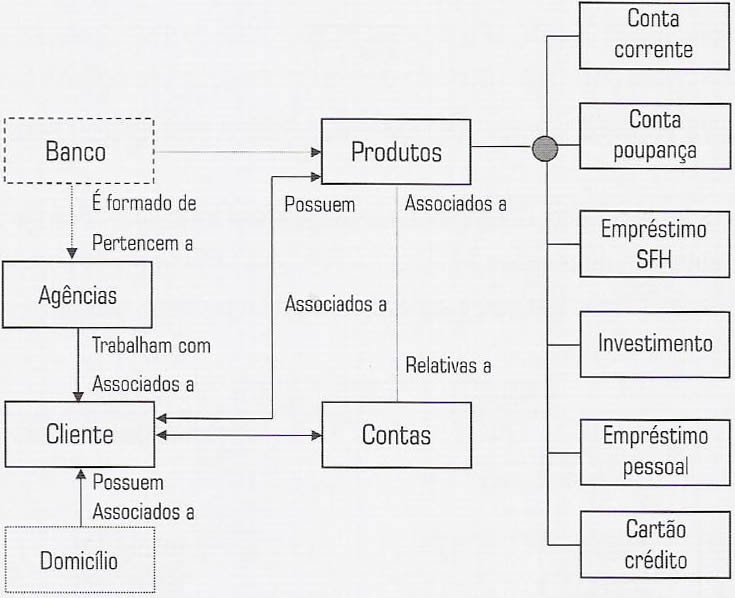 Conta
corrente
Banco
Produtos
Conta
poupança
É formado de
Pertencem a
Possuem
Associados a
Empréstimo
SFH
Agências
Associados a
Trabalham com
Associados a
Relativas a
Investimento
Cliente
Contas
Empréstimo
pessoal
Possuem
Associados a
Domicílio
Cartão
crédito